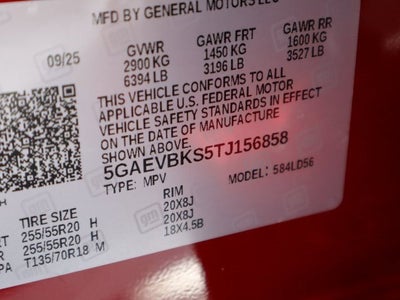 MFD BY GENERAL MOTORS LLC
09/25 GVWR GAWR FRT GAWR RR
2900 KG 1450 KG 1600 KG
6394 LB 3196 LB 3527 LB
THIS VEHICLE CONFORMS TO ALL
APPLICABLE U.S. FEDERAL MOTOR
VEHICLE SAFETY STANDARDS IN EFFECT
ON THE DATE OF MANUFACTURE
SHOWN ABOVE.
5GAEVBKS5TJ156858
TYPE: MPV MODEL: 584LD56
TIRE SIZE RIM
255/55R20 H 20X8J
255/55R20 H 20X8J
PA T135/70R18 M 18X4.5B